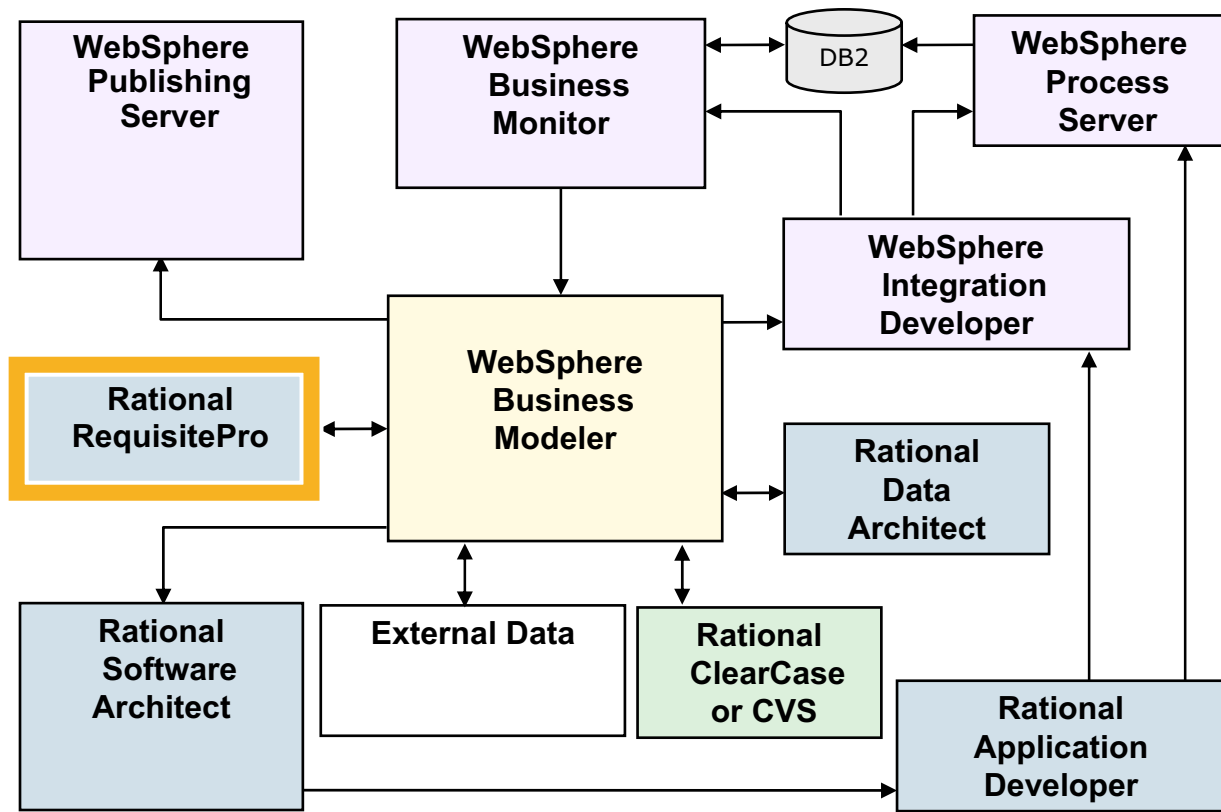 WebSphere
Publishing
Server
WebSphere
Business
Monitor
DB2
WebSphere
Process
Server
WebSphere
Integration
Developer
WebSphere
Business
Modeler
Rational
RequisitePro
Rational
Data
Architect
Rational
Software
Architect
External Data
Rational
ClearCase
or CVS
Rational
Application
Developer